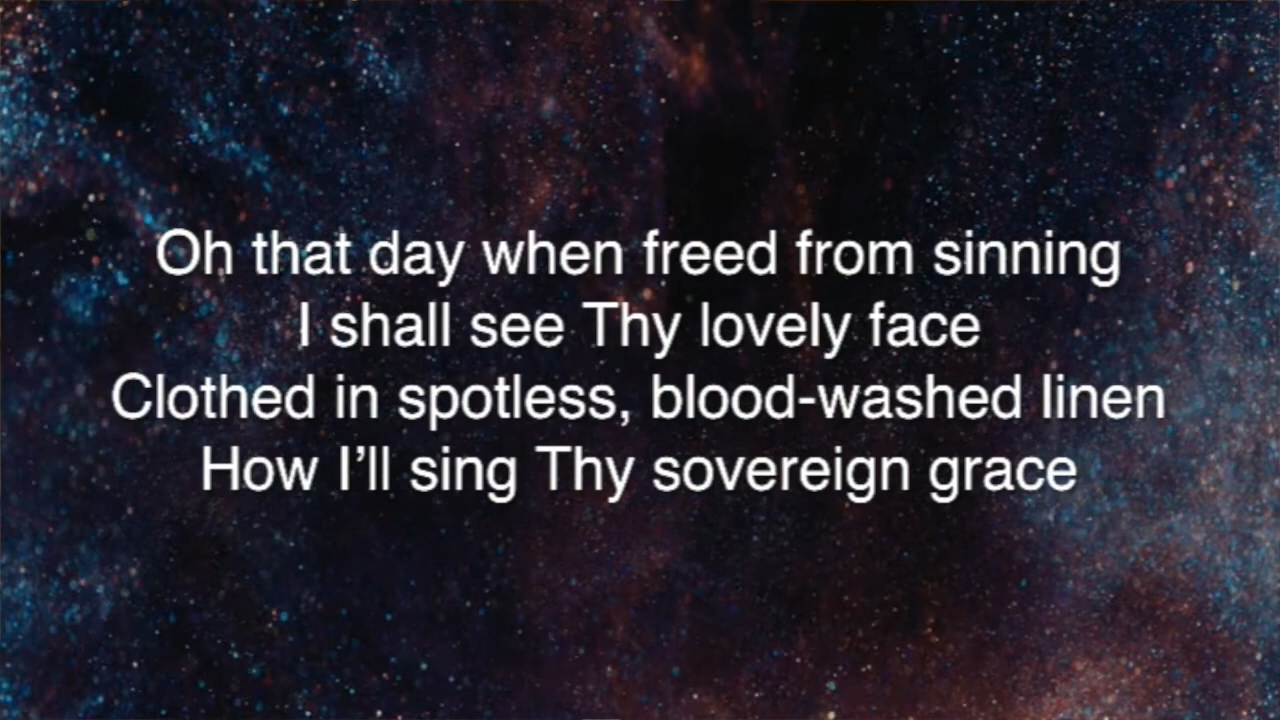 Oh that day when freed from sinning
I shall see Thy lovely face
Clothed in spotless, blood-washed linen
How I’ll sing Thy sovereign grace